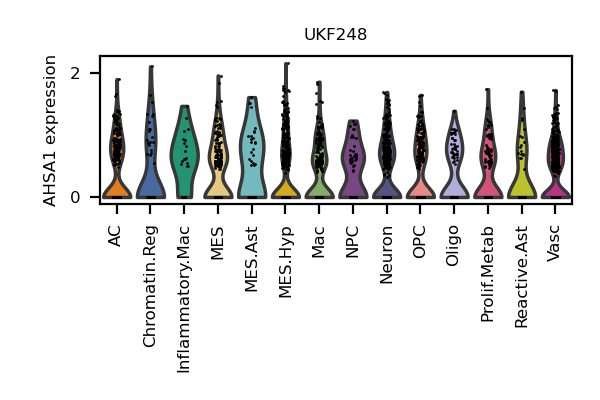 UKF248
AHSA1 expression
2
0
AC
Chromatin.Reg
Inflammatory.Mac
MES
MES.Ast
MES.Hyp
Mac
NPC
Neuron
OPC
Oligo
Prolif.Metab
Reactive.Ast
Vasc